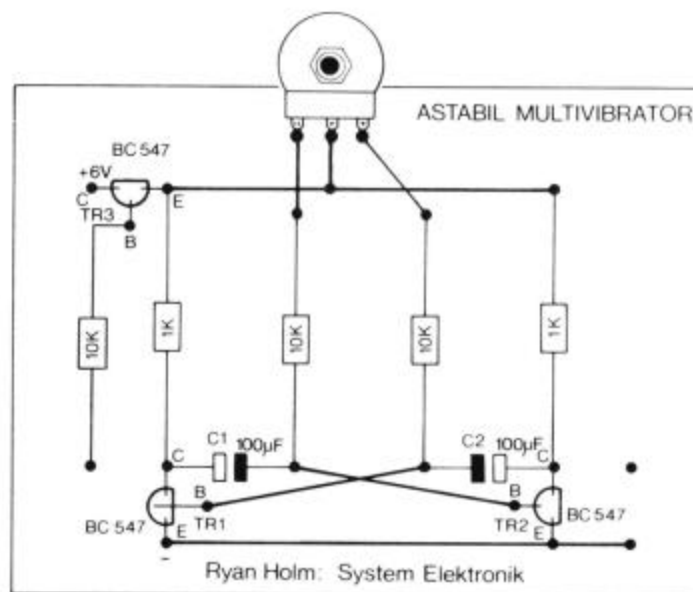 ASTABIL MULTIVIBRATOR
BC 547
+6V
C
E
TR3
B
10K
1K
10K
10K
1K
C
C1
100µF
C2
100µF
C
B
B
BC 547
TR1
TR2
BC 547
E
E
-
Ryan Holm: System Elektronik